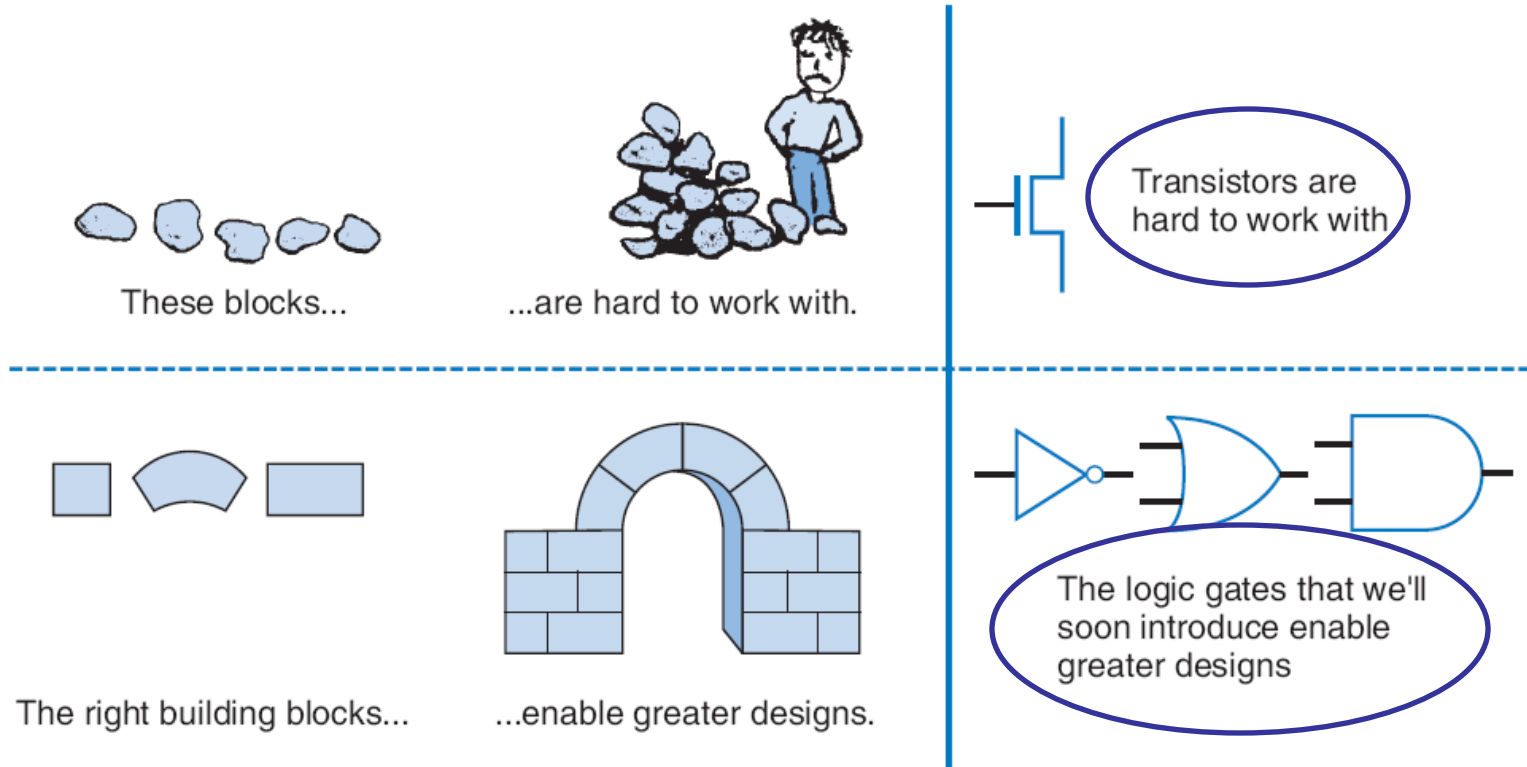 These blocks...
...are hard to work with.
Transistors are
hard to work with
The right building blocks...
...enable greater designs.
The logic gates that we'll
soon introduce enable
greater designs